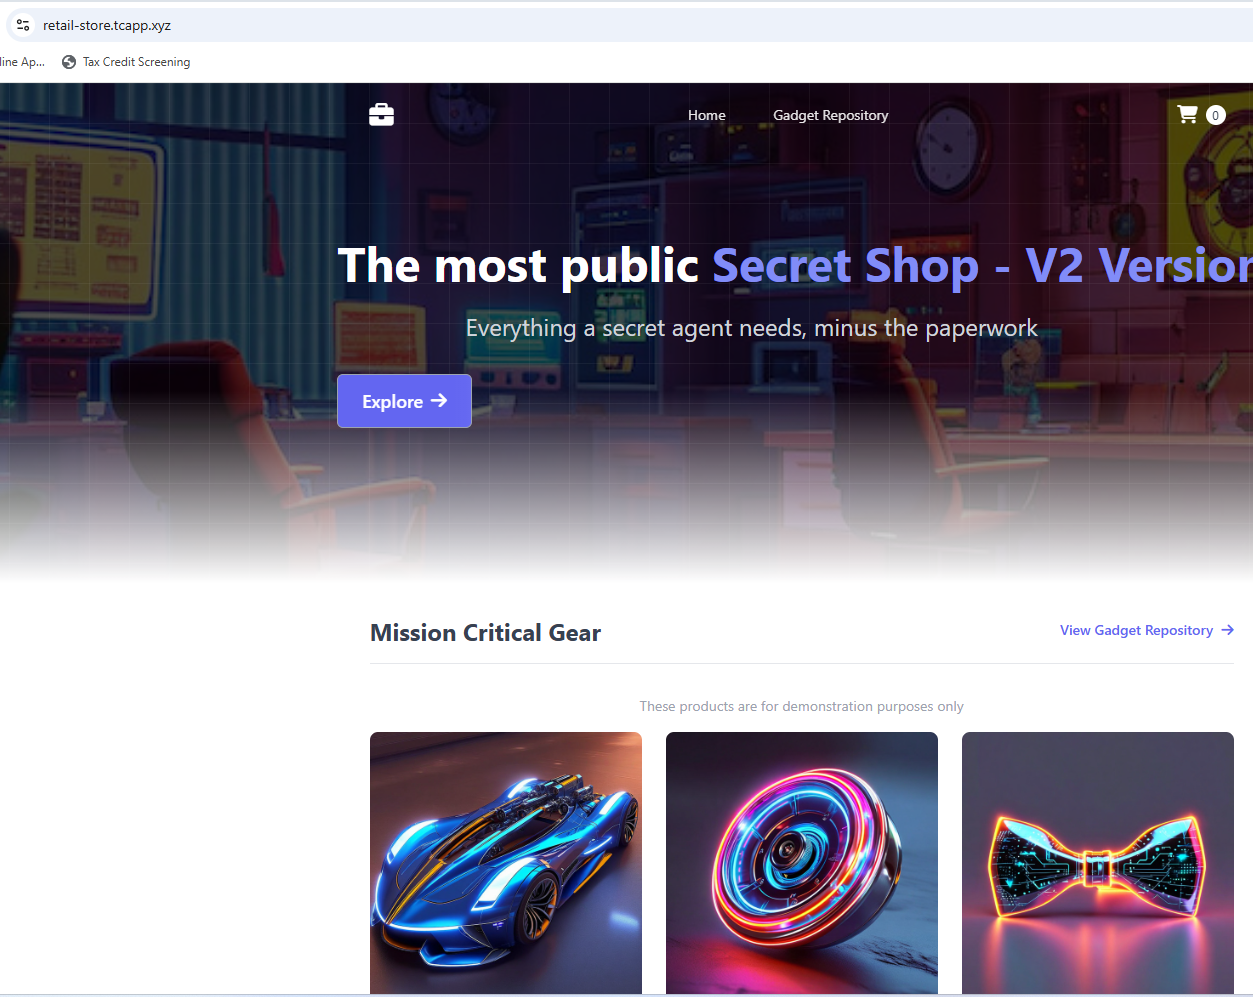 retail-store.tcapp.xyz
line Ap...
Tax Credit Screening
Home
Gadget Repository
0
The most public Secret Shop - V2 Version
Everything a secret agent needs, minus the paperwork
Explore →
Mission Critical Gear
View Gadget Repository →
These products are for demonstration purposes only